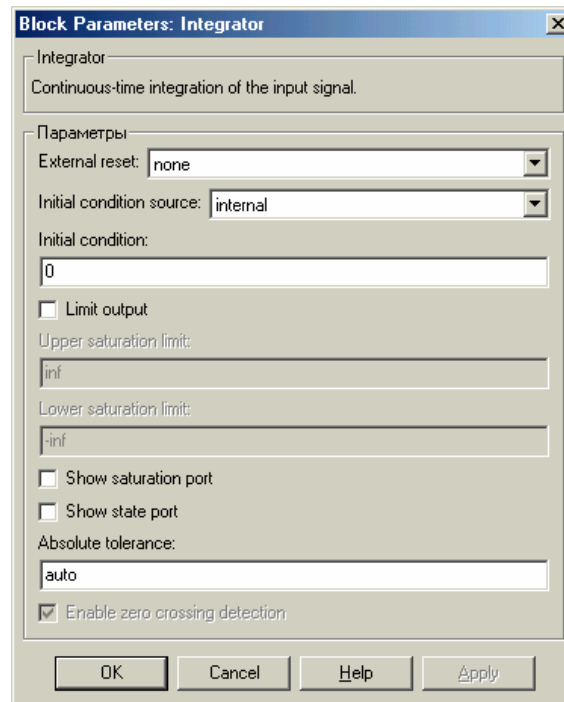 Block Parameters: Integrator
Integrator
Continuous-time integration of the input signal.
Параметры
External reset: none
Initial condition source: internal
Initial condition:
0
Limit output
Upper saturation limit:
inf
Lower saturation limit:
-inf
Show saturation port
Show state port
Absolute tolerance:
auto
Enable zero crossing detection
OK Cancel Help Apply